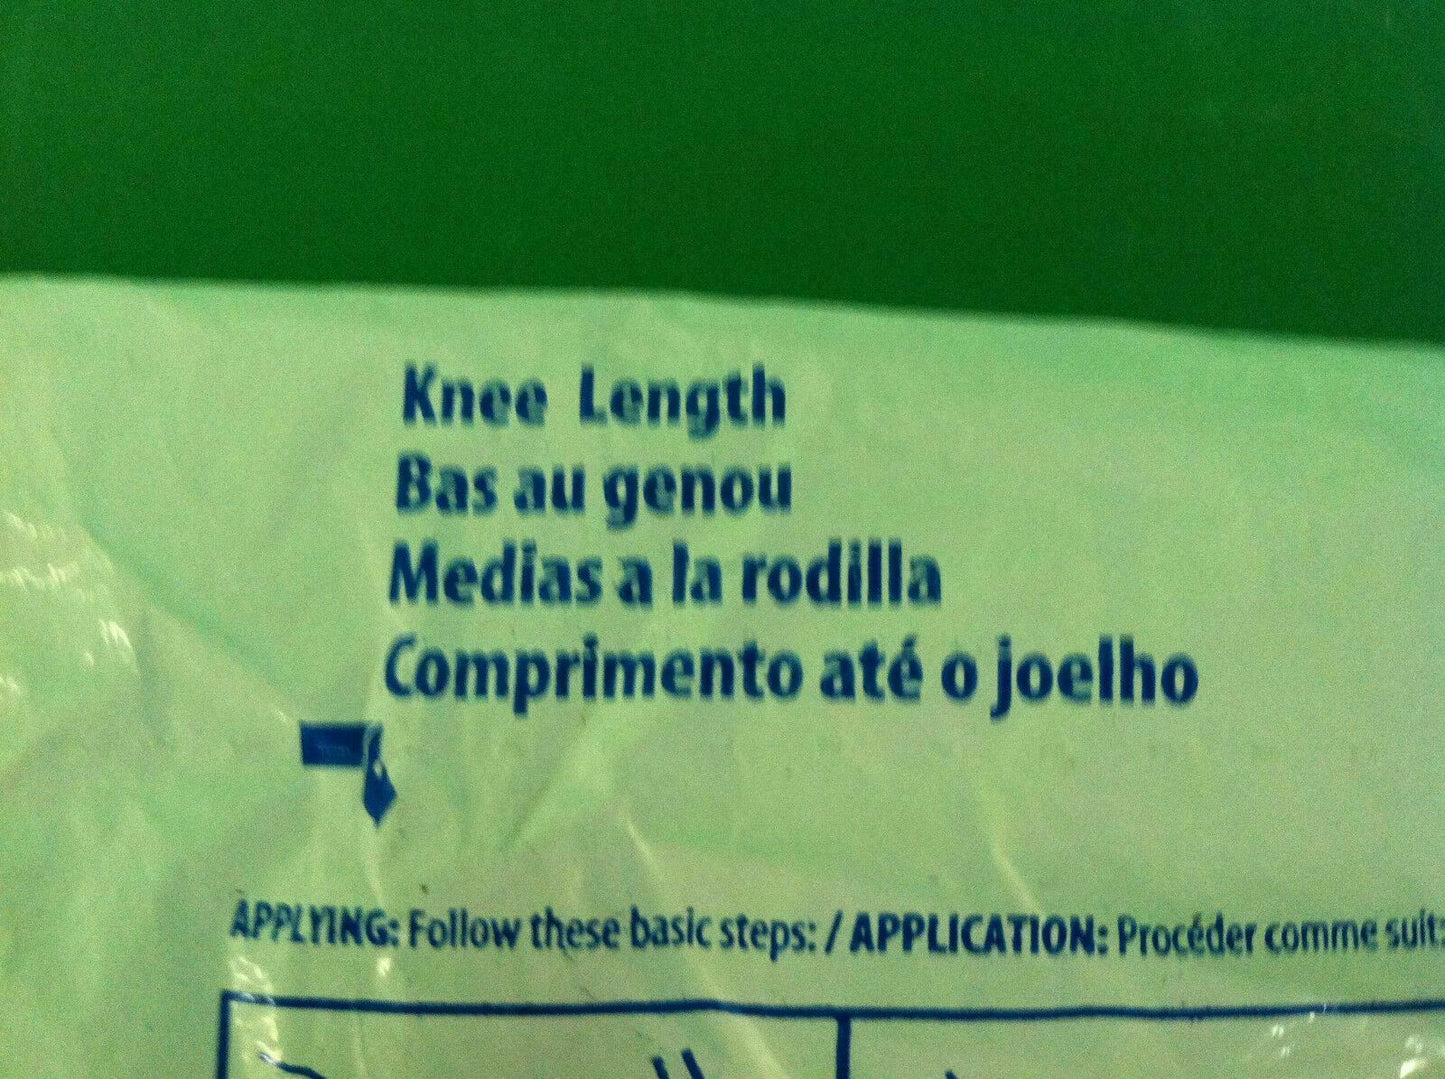 Knee Length
Bas au genou
Medias a la rodilla
Comprimento até o joelho
APPLYING: Follow these basic steps: / APPLICATION: Procéder comme suit: